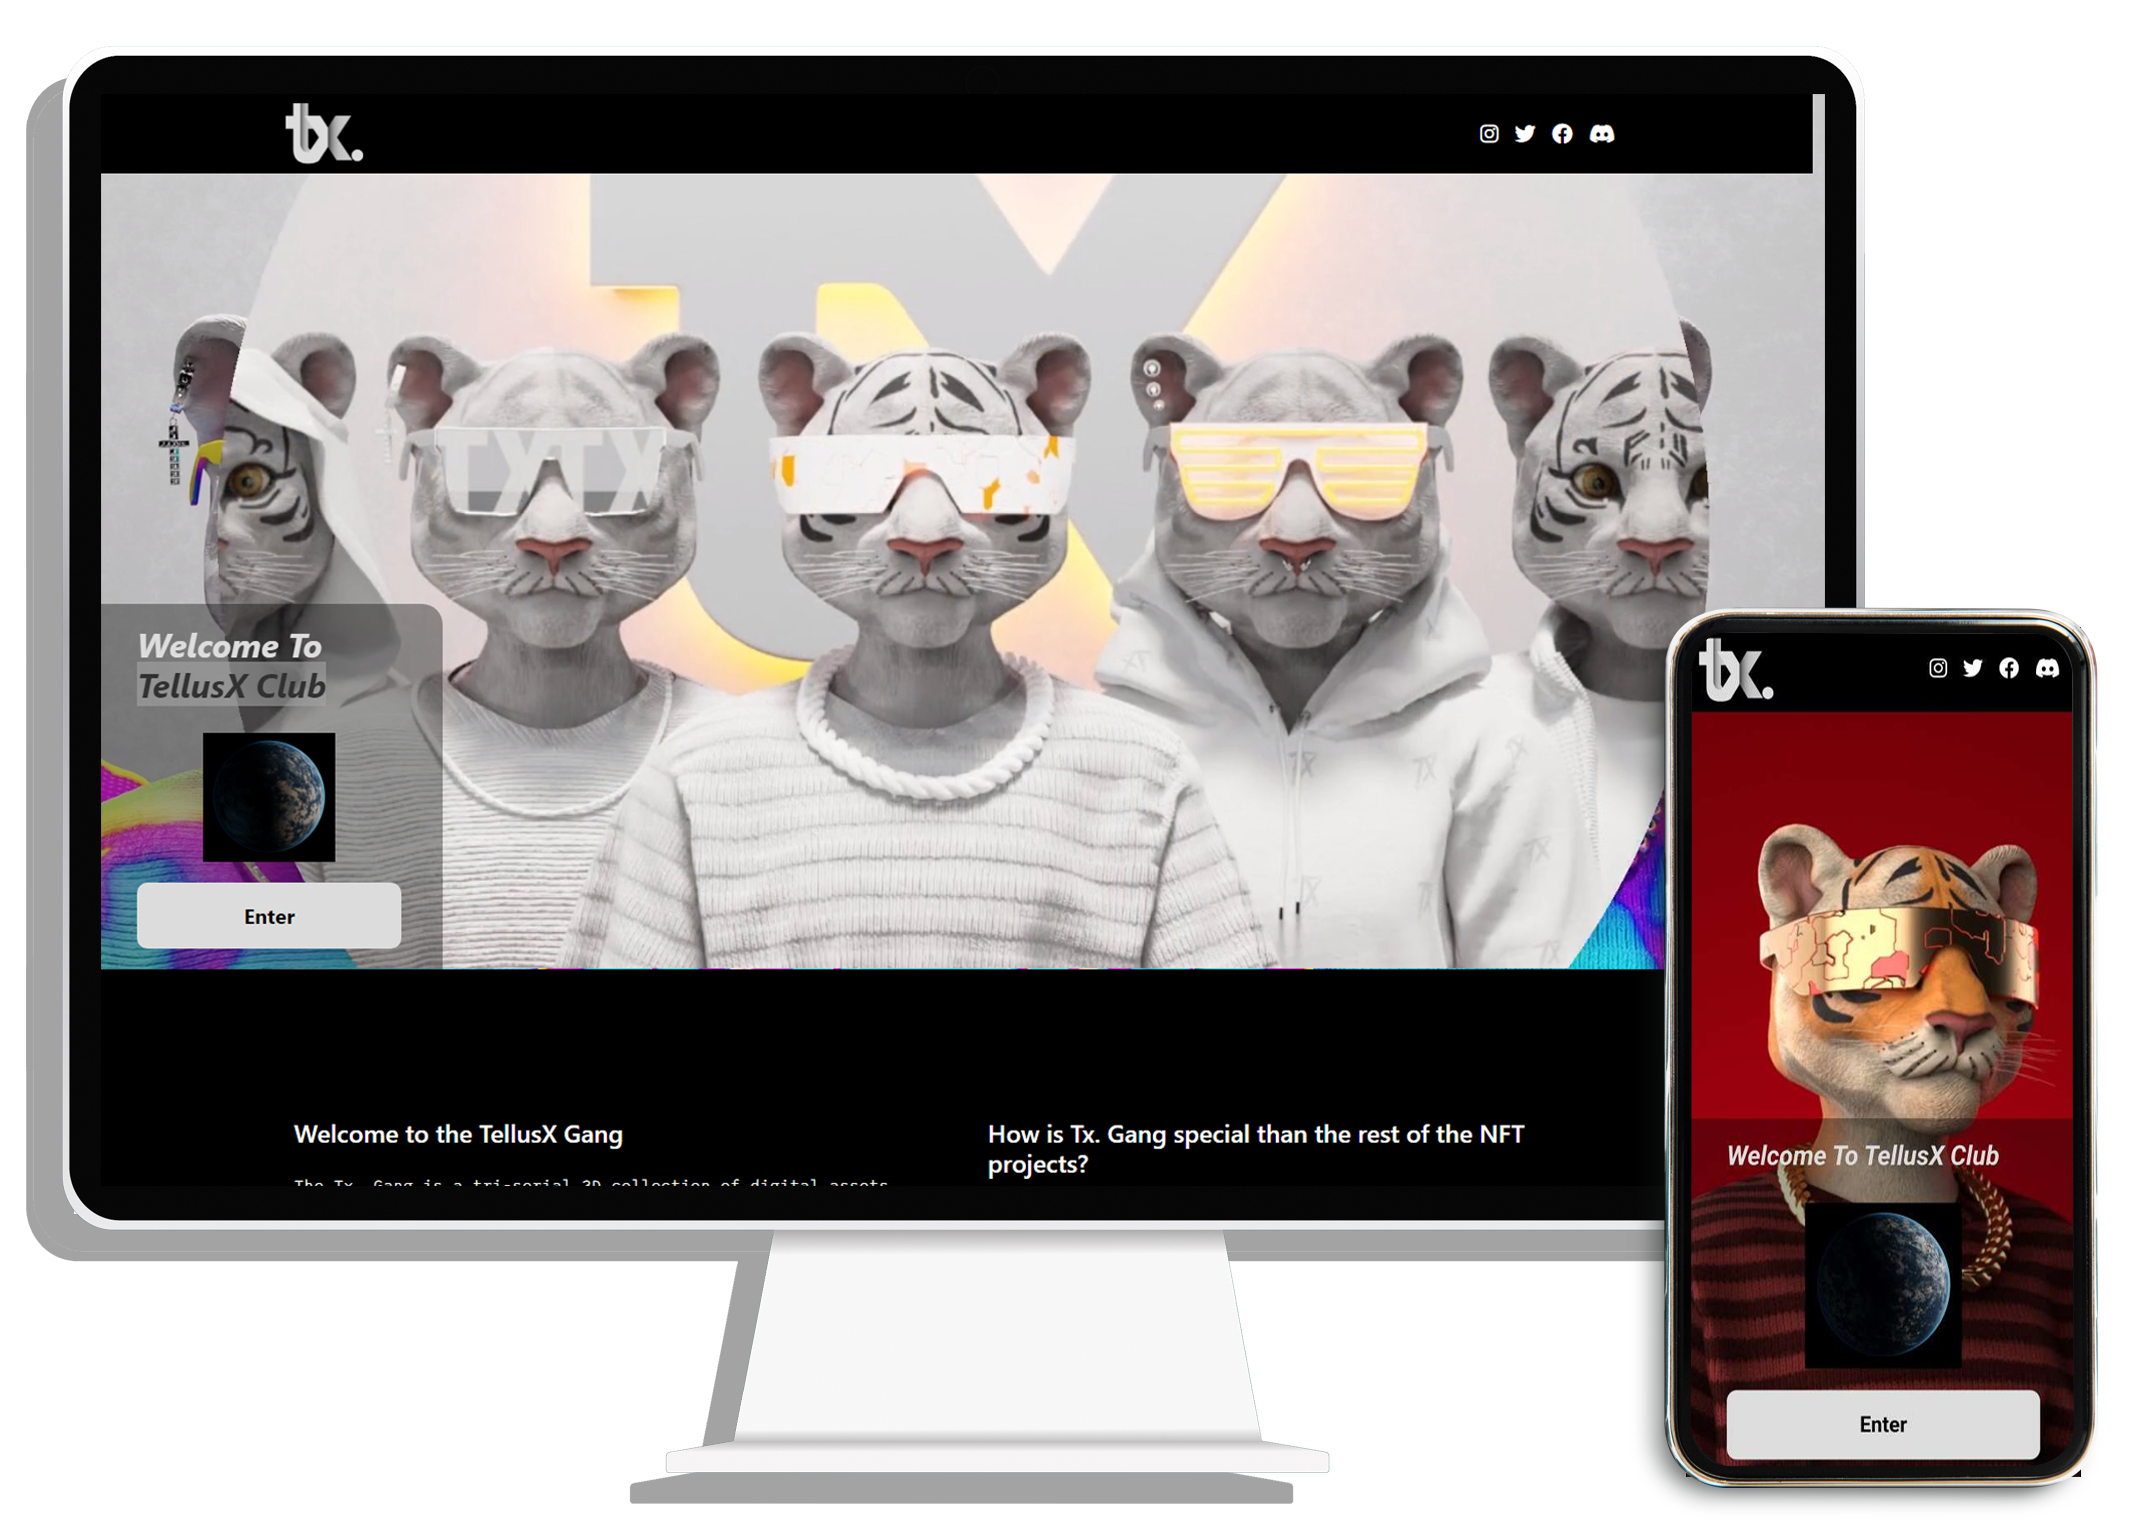 tx.
TXTX
Welcome To
TellusX Club
Enter
Welcome to the TellusX Gang
The Tx. Gang is a tri-serial 3D collection of digital assets
How is Tx. Gang special than the rest of the NFT
projects?
tx.
Welcome To TellusX Club
Enter